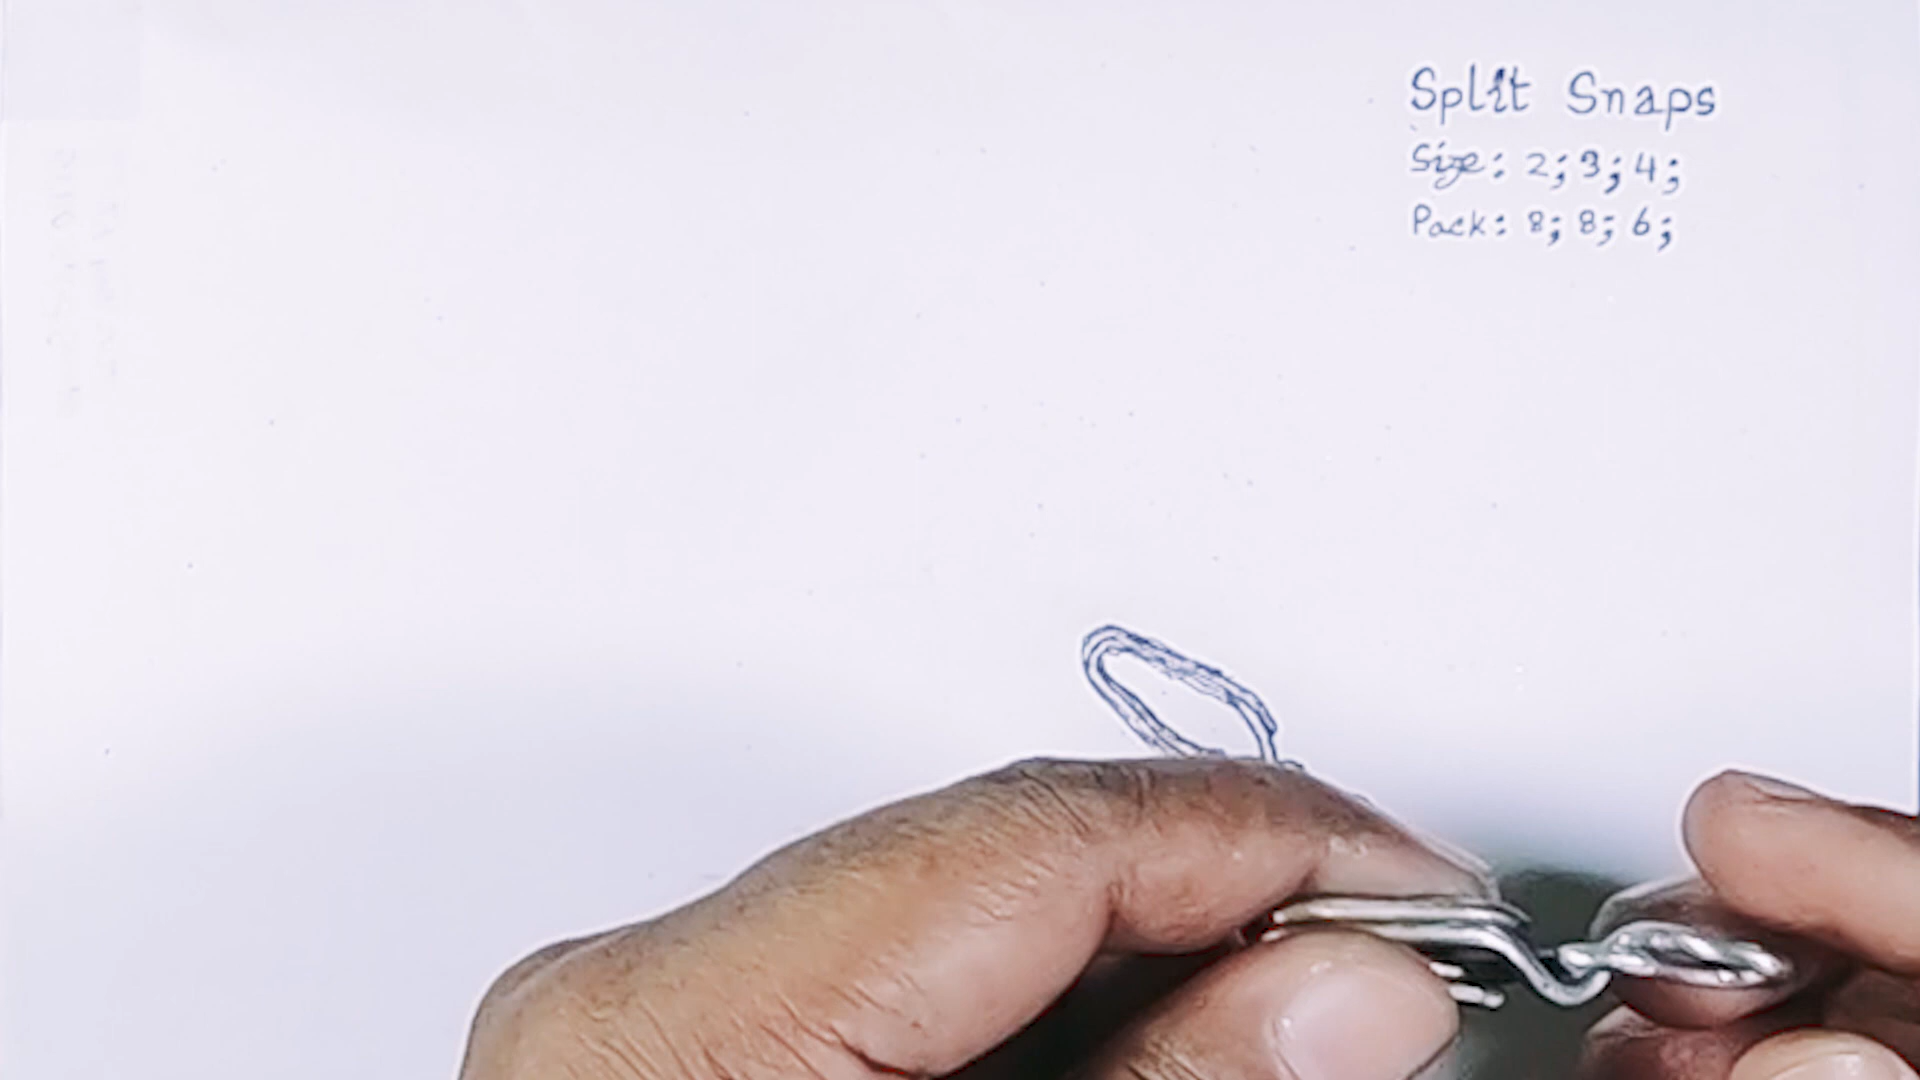 Split Snaps
Size: 2; 3; 4;
Pack: 8; 8; 6;